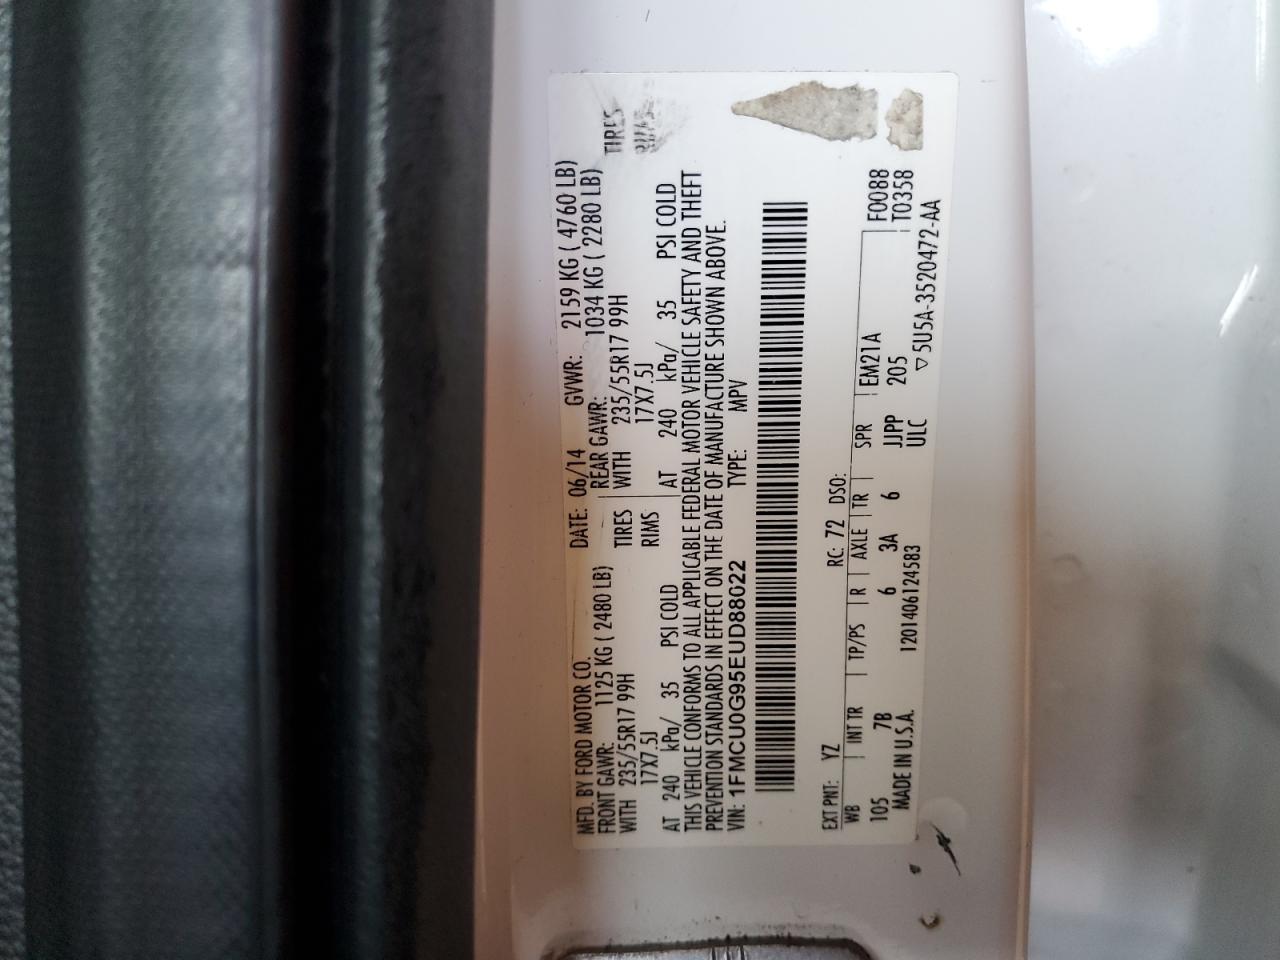 MFD. BY FORD MOTOR CO.
DATE: 06/14 GVWR: 2159 KG ( 4760 LB)
FRONT GAWR: 1125 KG ( 2480 LB) REAR GAWR: 1034 KG ( 2280 LB)
WITH 235/55R17 99H TIRES WITH 235/55R17 99H TIRES
17X7.5J RIMS 17X7.5J
AT 240 kPa/ 35 PSI COLD AT 240 kPa/ 35 PSI COLD
THIS VEHICLE CONFORMS TO ALL APPLICABLE FEDERAL MOTOR VEHICLE SAFETY AND THEFT
PREVENTION STANDARDS IN EFFECT ON THE DATE OF MANUFACTURE SHOWN ABOVE.
VIN: 1FMCU0G95EUD88022 TYPE: MPV
EXT PNT: YZ RC: 72 DSO:
WB INT TR TP/PS R AXLE TR SPR EM21A F0088
105 7B 6 3A 6 JJPP 205 T0358
MADE IN U.S.A. 1201406124583 ULC ▽ 5U5A-3520472-AA